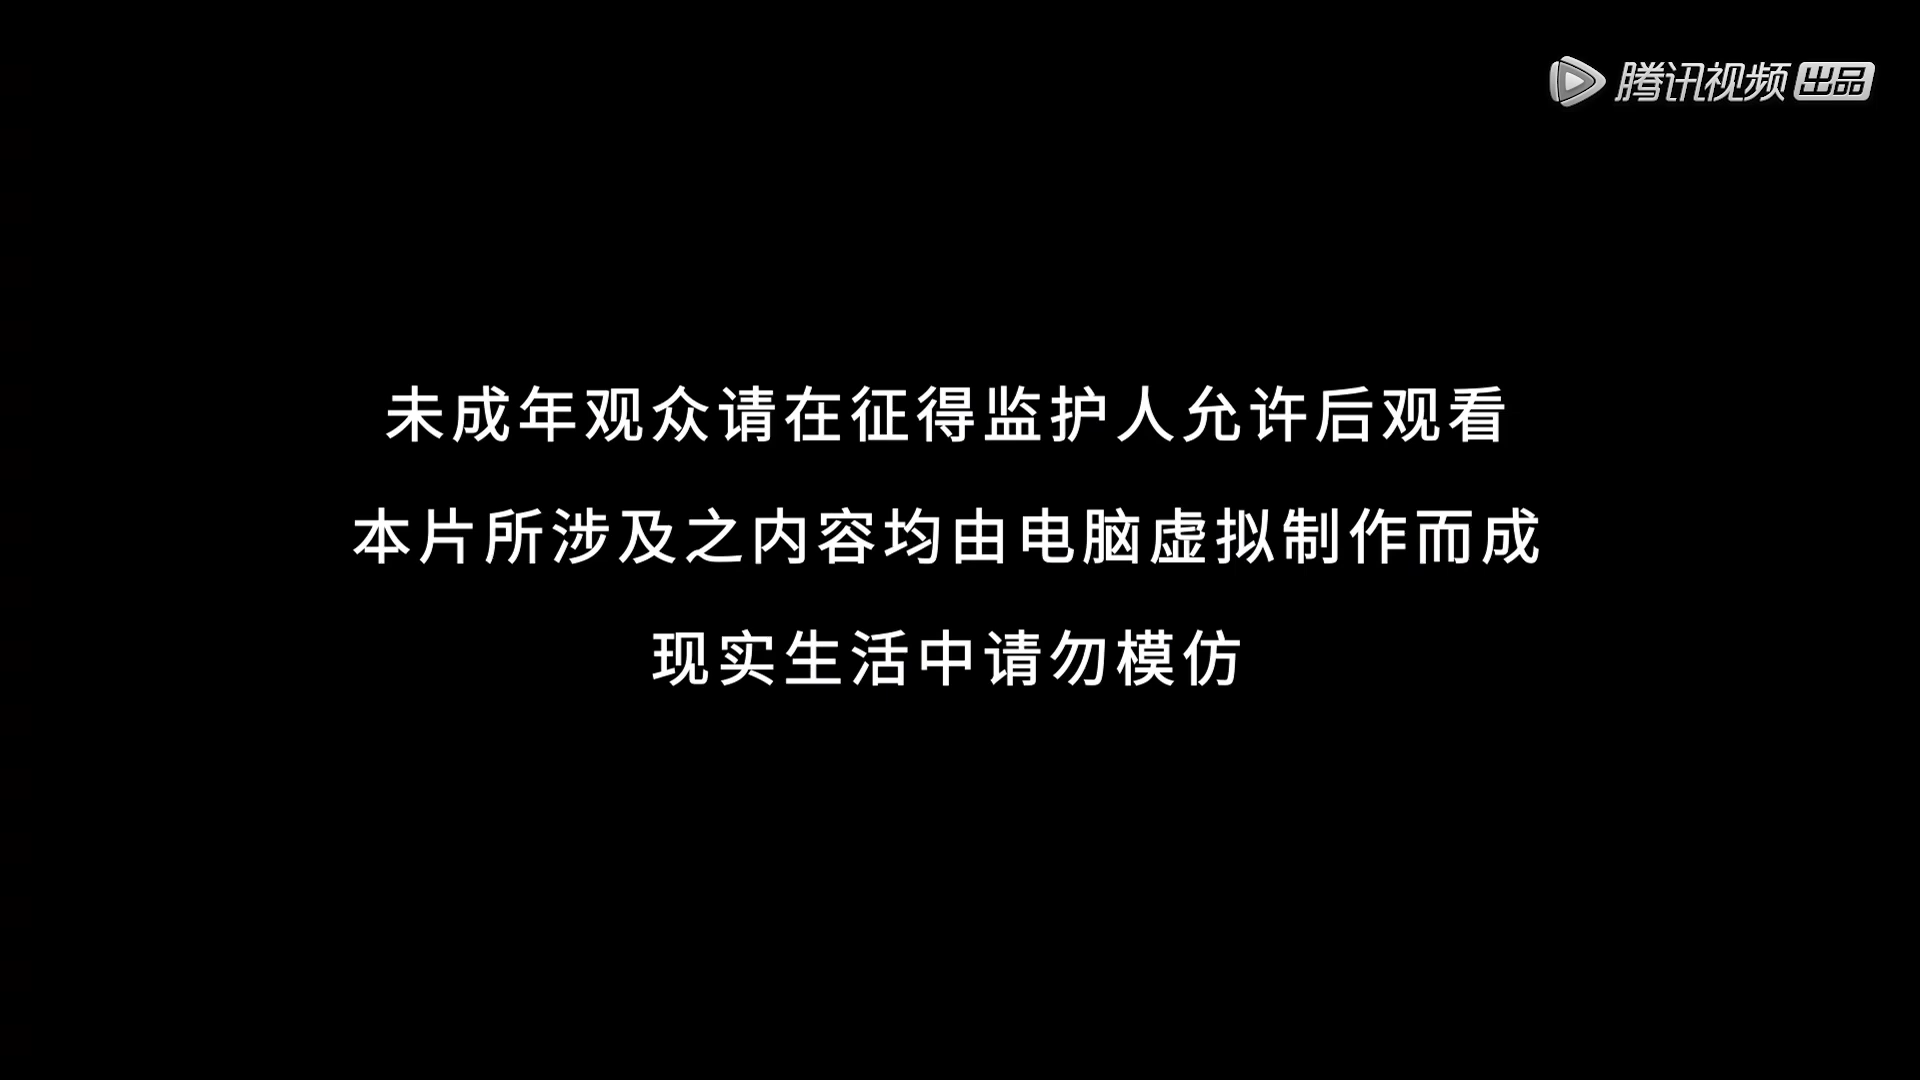 腾讯视频 出品
未成年观众请在征得监护人允许后观看
本片所涉及之内容均由电脑虚拟制作而成
现实生活中请勿模仿